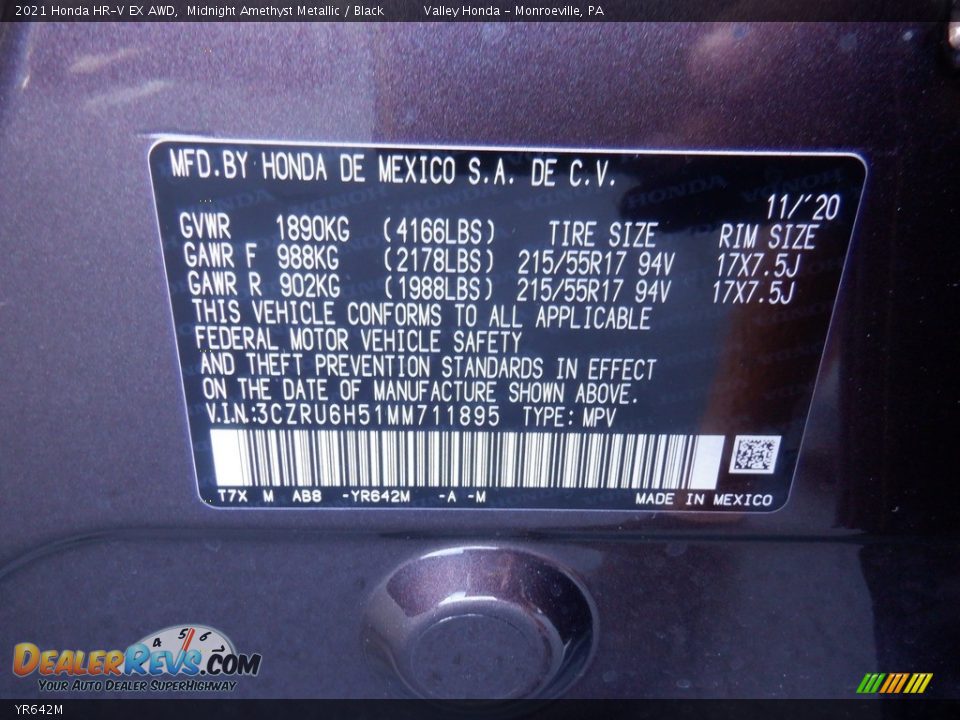 2021 Honda HR-V EX AWD, Midnight Amethyst Metallic / Black Valley Honda - Monroeville, PA
MFD.BY HONDA DE MEXICO S.A. DE C.V.
11/'20
GVWR 1890KG (4166LBS) TIRE SIZE RIM SIZE
GAWR F 988KG (2178LBS) 215/55R17 94V 17X7.5J
GAWR R 902KG (1988LBS) 215/55R17 94V 17X7.5J
THIS VEHICLE CONFORMS TO ALL APPLICABLE
FEDERAL MOTOR VEHICLE SAFETY
AND THEFT PREVENTION STANDARDS IN EFFECT
ON THE DATE OF MANUFACTURE SHOWN ABOVE.
V.I.N.:3CZRU6H51MM711895 TYPE: MPV
T7X M AB8 -YR642M -A -M MADE IN MEXICO
4 5 6
DEALERREVS.COM
YOUR AUTO DEALER SUPERHIGHWAY
YR642M